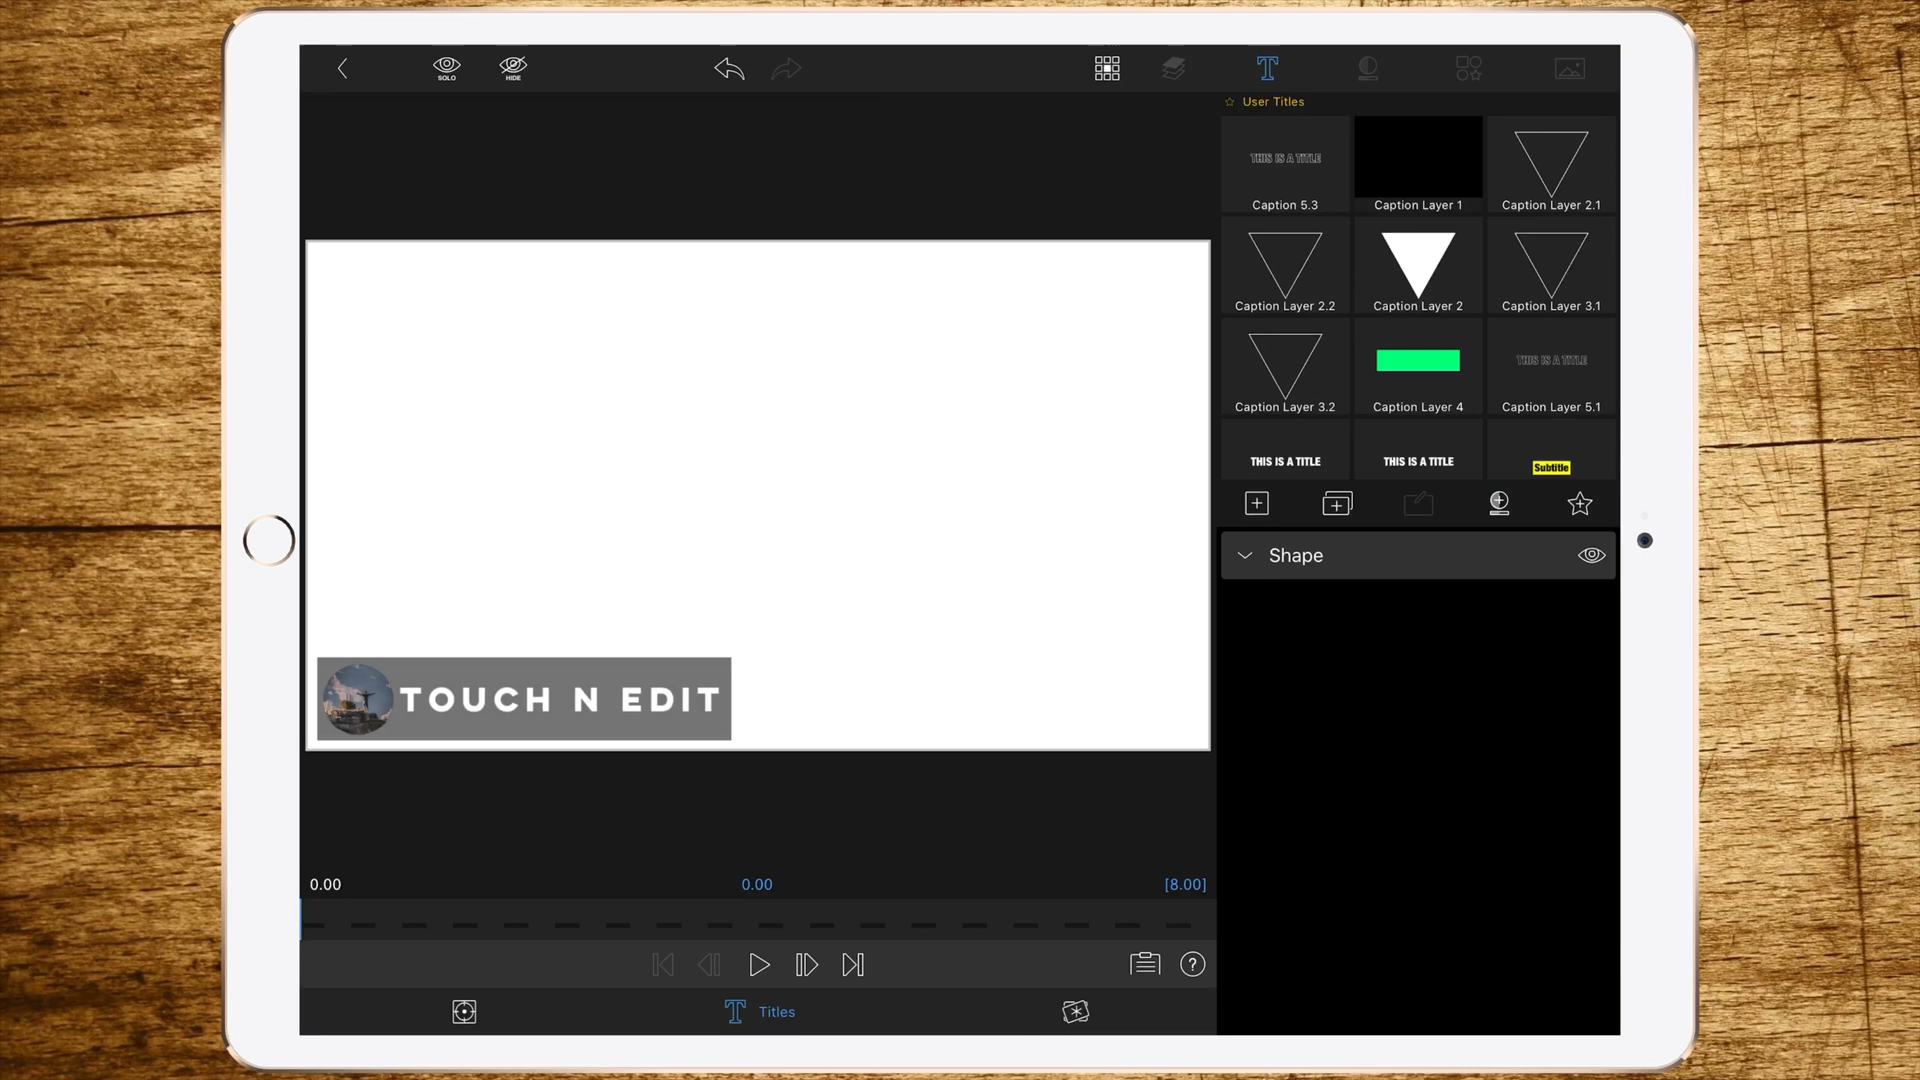 SOLO
HIDE
User Titles
THIS IS A TITLE
Caption 5.3
Caption Layer 1
Caption Layer 2.1
Caption Layer 2.2
Caption Layer 2
Caption Layer 3.1
Caption Layer 3.2
Caption Layer 4
THIS IS A TITLE
Caption Layer 5.1
THIS IS A TITLE
THIS IS A TITLE
Subtitle
Shape
TOUCH N EDIT
0.00
0.00
[8.00]
Titles